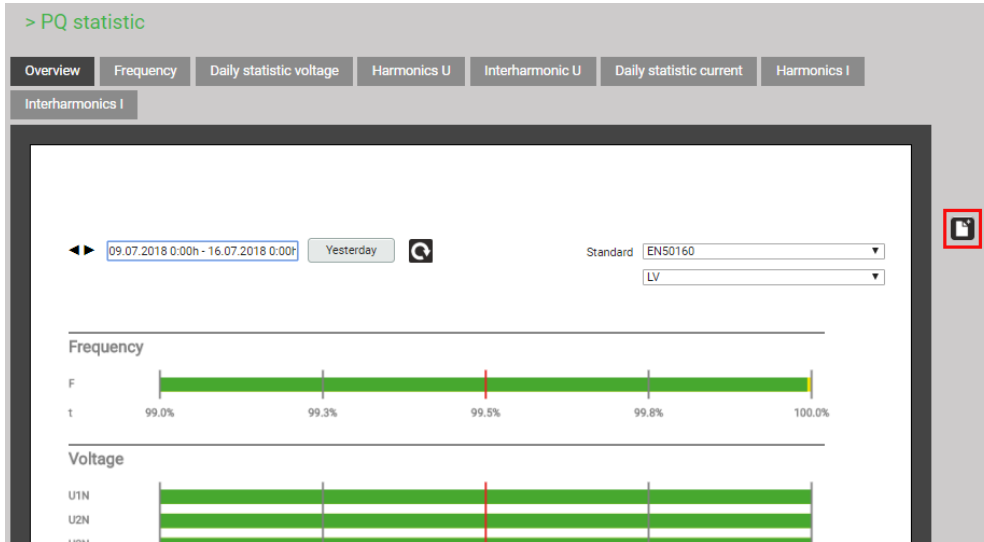 > PQ statistic
Overview Frequency Daily statistic voltage Harmonics U Interharmonic U Daily statistic current Harmonics I
Interharmonics I
09.07.2018 0:00h - 16.07.2018 0:00h Yesterday Standard EN50160
LV
Frequency
F
t 99.0% 99.3% 99.5% 99.8% 100.0%
Voltage
U1N
U2N